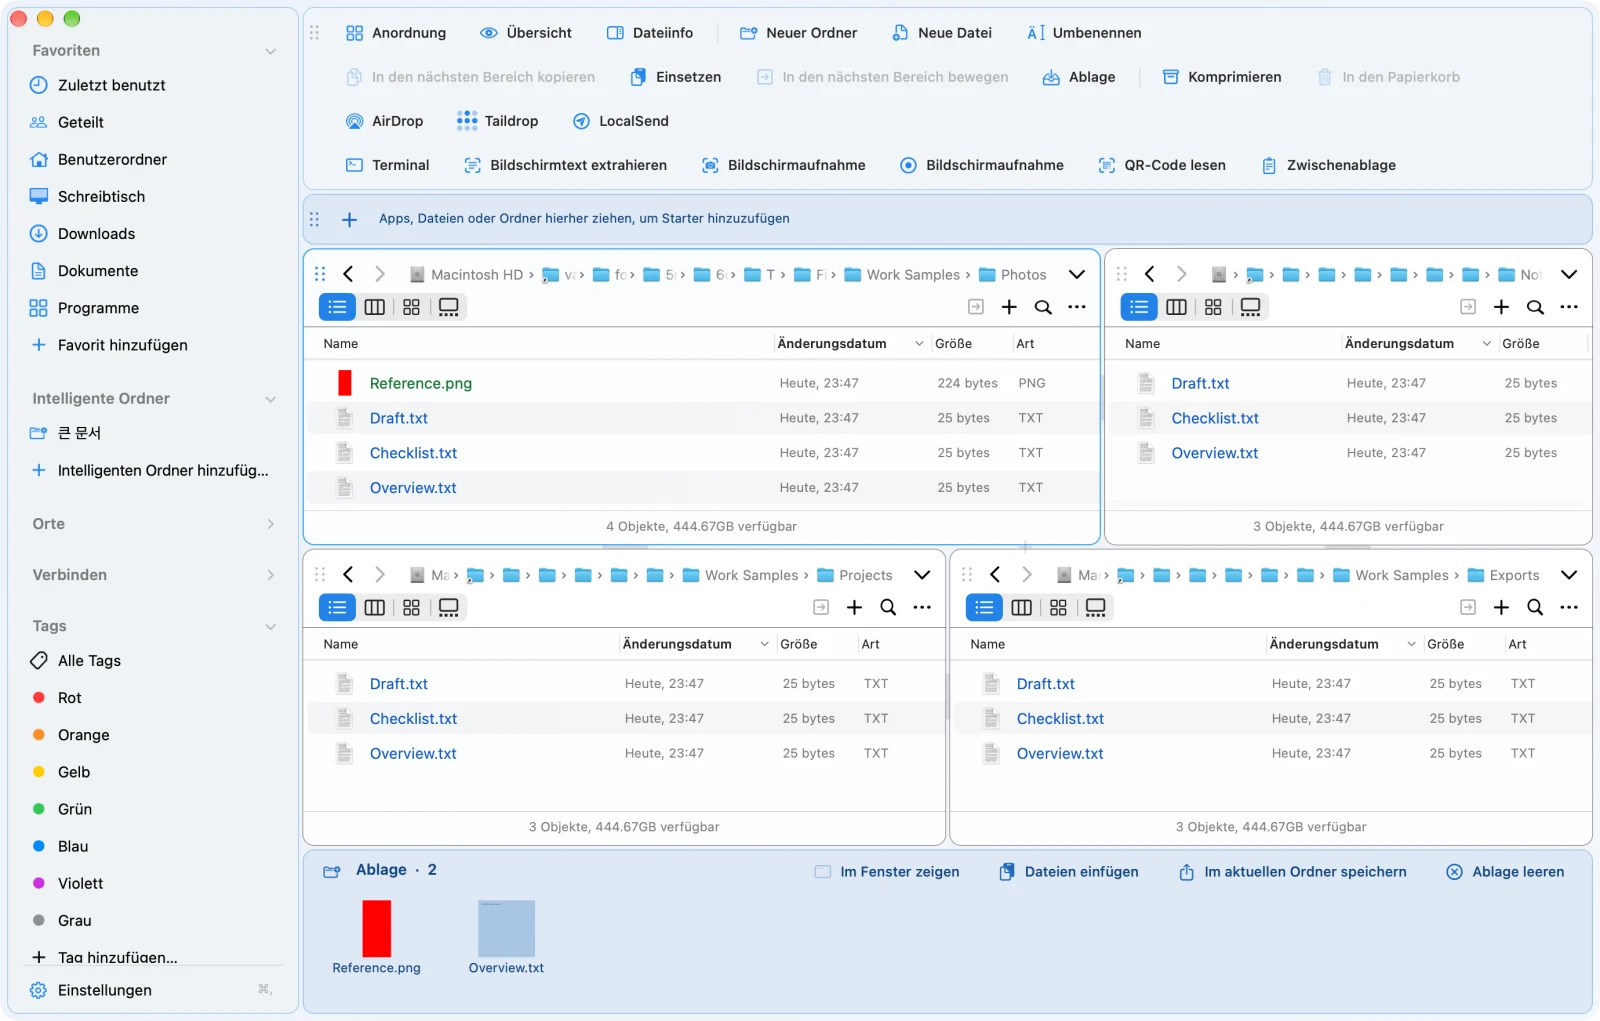 Favoriten
Zuletzt benutzt
Geteilt
Benutzerordner
Schreibtisch
Downloads
Dokumente
Programme
Favorit hinzufügen
Intelligente Ordner
큰 문서
Intelligenten Ordner hinzufüg...
Orte
Verbinden
Tags
Alle Tags
Rot
Orange
Gelb
Grün
Blau
Violett
Grau
Tag hinzufügen...
Einstellungen ⌘,
Anordnung Übersicht Dateiinfo Neuer Ordner Neue Datei Umbenennen
In den nächsten Bereich kopieren Einsetzen In den nächsten Bereich bewegen Ablage Komprimieren In den Papierkorb
AirDrop Taildrop LocalSend
Terminal Bildschirmtext extrahieren Bildschirmaufnahme Bildschirmaufnahme QR-Code lesen Zwischenablage
Apps, Dateien oder Ordner hierher ziehen, um Starter hinzuzufügen
Macintosh HD › › › › › T › › Work Samples › Photos
Name Änderungsdatum Größe Art
Reference.png Heute, 23:47 224 bytes PNG
Draft.txt Heute, 23:47 25 bytes TXT
Checklist.txt Heute, 23:47 25 bytes TXT
Overview.txt Heute, 23:47 25 bytes TXT
4 Objekte, 444.67GB verfügbar
Name Änderungsdatum Größe
Draft.txt Heute, 23:47 25 bytes
Checklist.txt Heute, 23:47 25 bytes
Overview.txt Heute, 23:47 25 bytes
3 Objekte, 444.67GB verfügbar
Work Samples › Projects
Name Änderungsdatum Größe Art
Draft.txt Heute, 23:47 25 bytes TXT
Checklist.txt Heute, 23:47 25 bytes TXT
Overview.txt Heute, 23:47 25 bytes TXT
3 Objekte, 444.67GB verfügbar
Work Samples › Exports
Name Änderungsdatum Größe Art
Draft.txt Heute, 23:47 25 bytes TXT
Checklist.txt Heute, 23:47 25 bytes TXT
Overview.txt Heute, 23:47 25 bytes TXT
3 Objekte, 444.67GB verfügbar
Ablage · 2 Im Fenster zeigen Dateien einfügen Im aktuellen Ordner speichern Ablage leeren
Reference.png Overview.txt